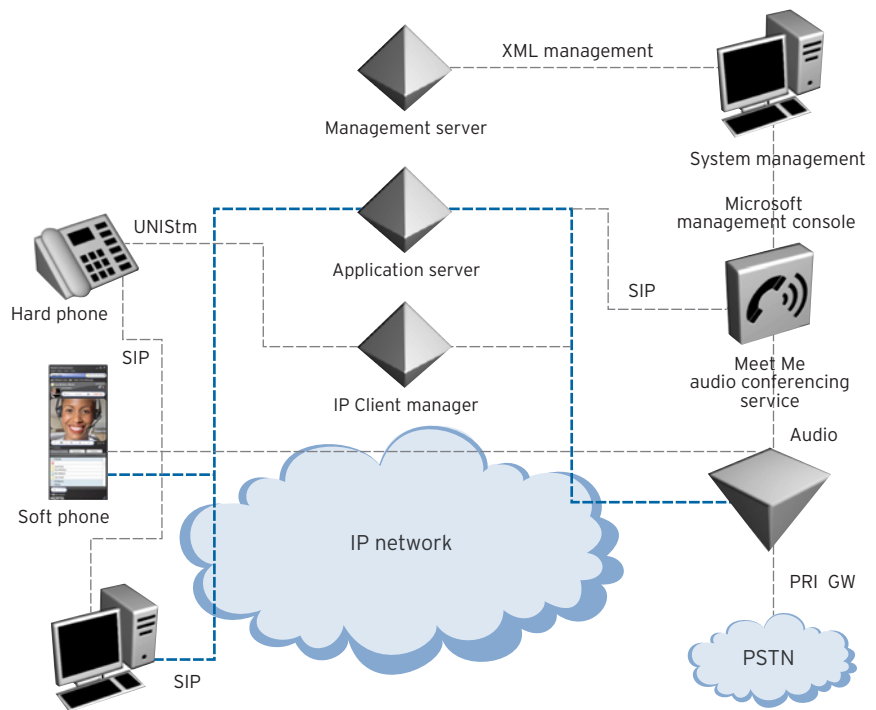 XML management
Management server
System management
Microsoft
management console
UNIStm
Application server
Hard phone
SIP
SIP
Meet Me
audio conferencing
service
IP Client manager
Audio
Soft phone
IP network
PRI GW
PSTN
SIP